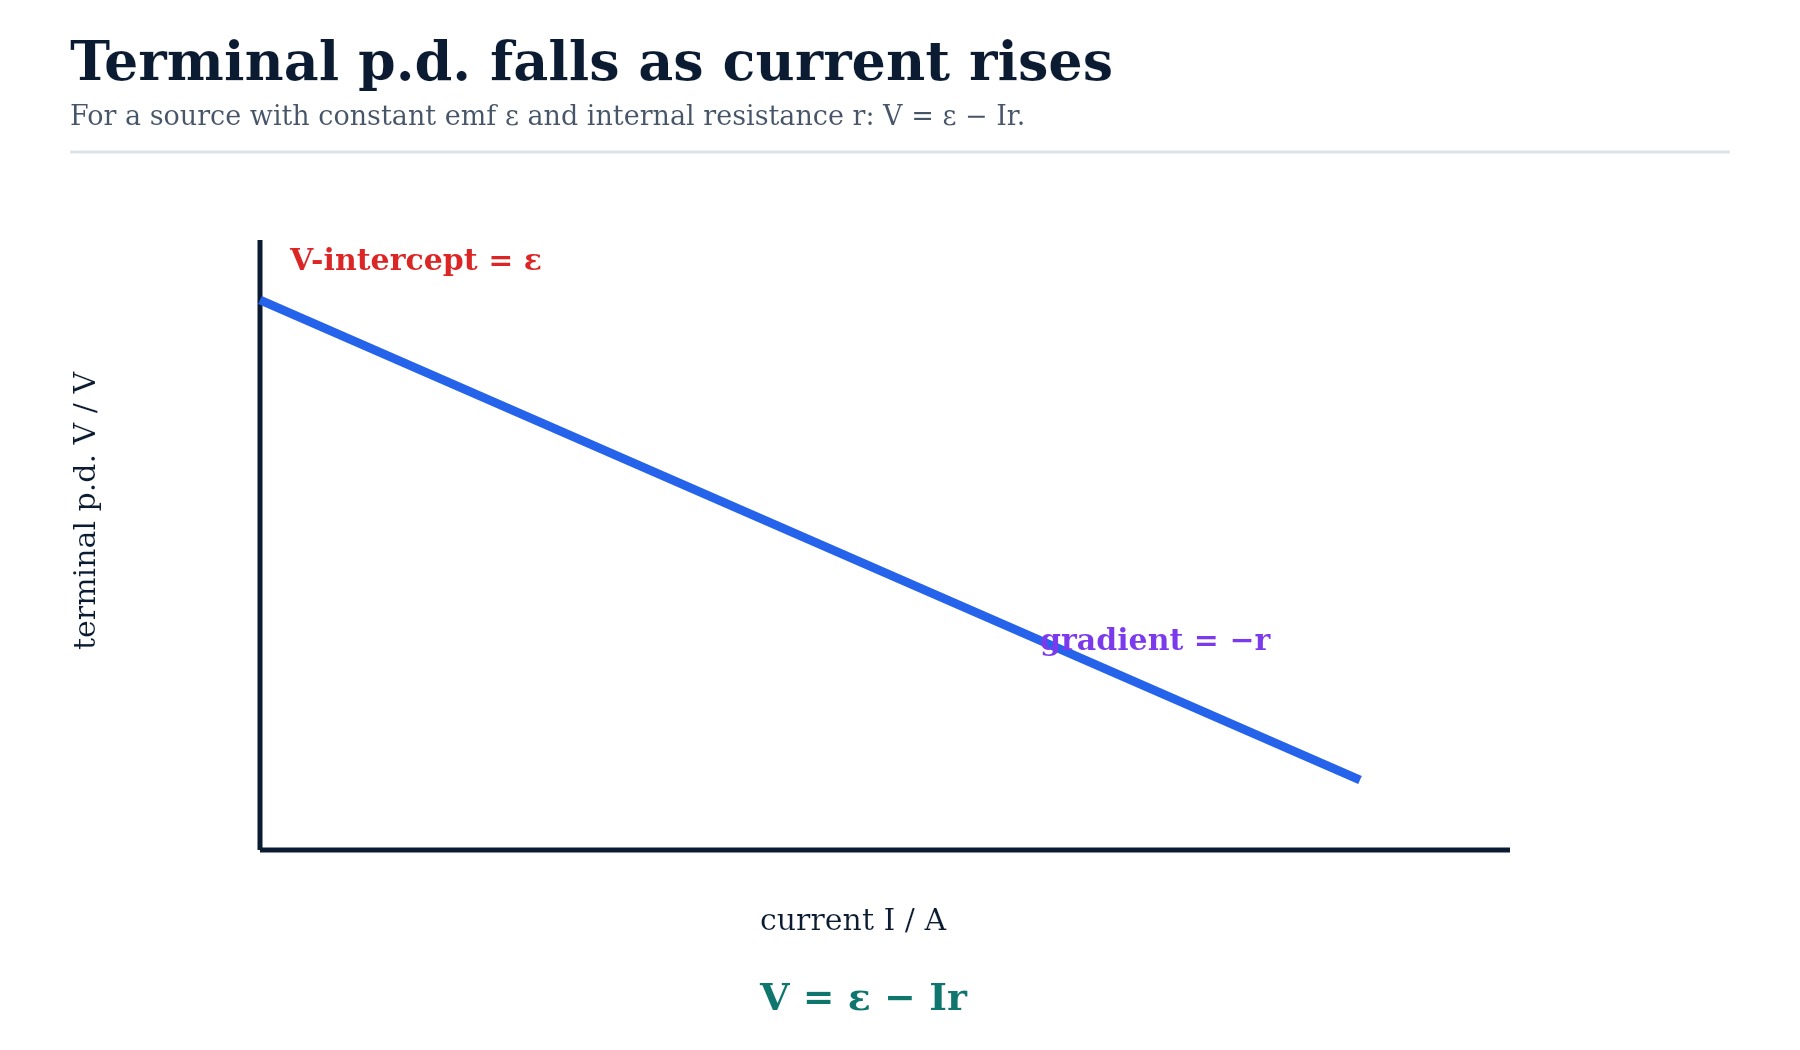 Terminal p.d. falls as current rises
For a source with constant emf ε and internal resistance r: V = ε − Ir.
V-intercept = ε
terminal p.d. V / V
gradient = −r
current I / A
V = ε − Ir